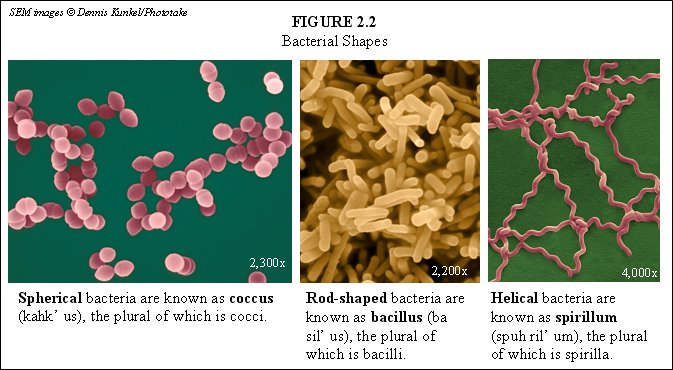 SEM images © Dennis Kunkel/Phototake
FIGURE 2.2
Bacterial Shapes
2,300x
2,200x
4,000x
Spherical bacteria are known as coccus
(kahk’ us), the plural of which is cocci.
Rod-shaped bacteria are
known as bacillus (ba
sil’ us), the plural of
which is bacilli.
Helical bacteria are
known as spirillum
(spuh ril’ um), the plural
of which is spirilla.